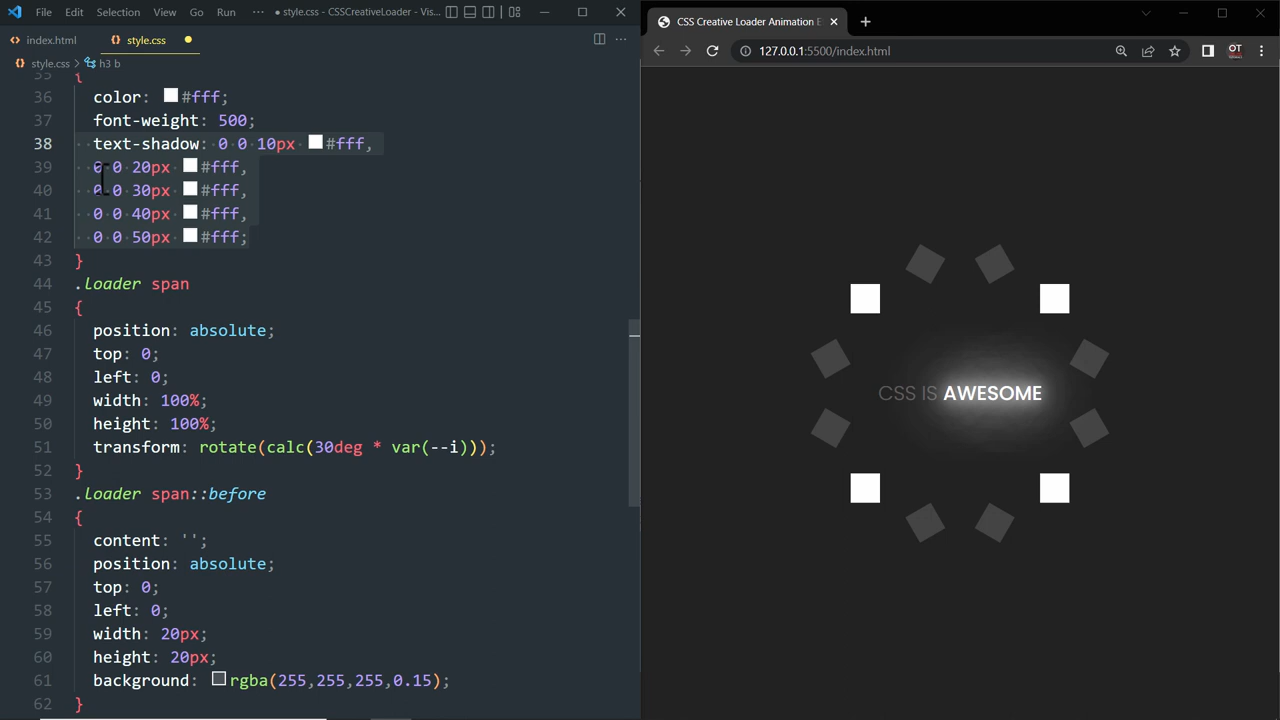 File Edit Selection View Go Run ··· ● style.css - CSSCreativeLoader - Vis...
index.html style.css ●
style.css > h3 b
35 {
36 color: #fff;
37 font-weight: 500;
38 text-shadow: 0 0 10px #fff,
39 0 0 20px #fff,
40 0 0 30px #fff,
41 0 0 40px #fff,
42 0 0 50px #fff;
43 }
44 .loader span
45 {
46 position: absolute;
47 top: 0;
48 left: 0;
49 width: 100%;
50 height: 100%;
51 transform: rotate(calc(30deg * var(--i)));
52 }
53 .loader span::before
54 {
55 content: '';
56 position: absolute;
57 top: 0;
58 left: 0;
59 width: 20px;
60 height: 20px;
61 background: rgba(255,255,255,0.15);
62 }
CSS Creative Loader Animation E
127.0.0.1:5500/index.html
OT
CSS IS AWESOME